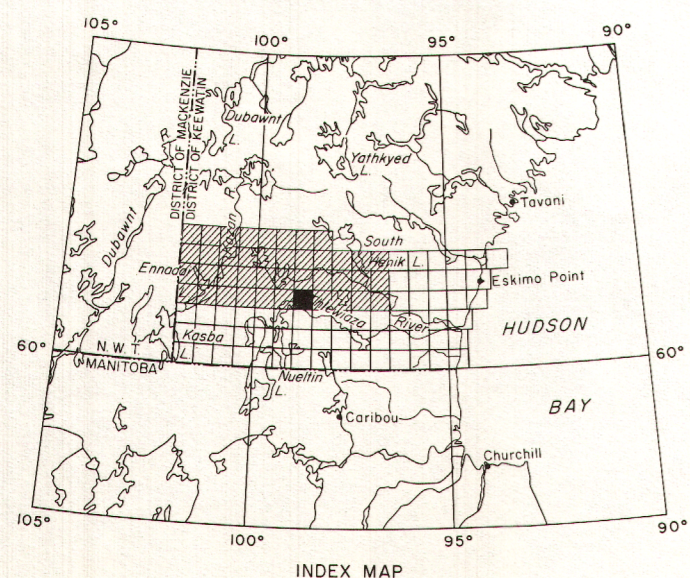 105°
100°
95°
90°
DISTRICT OF MACKENZIE
DISTRICT OF KEEWATIN
Dubawnt
L.
R.
Yathkyed
L.
R.
Tavani
Dubawnt
Kazan
South
Henik L.
Ennadai
Eskimo Point
Thlewiaza
River
HUDSON
60°
N.W.T.
MANITOBA
Kasba
L.
60°
Nueltin
L.
BAY
Caribou
Churchill
105°
100°
95°
90°
INDEX MAP